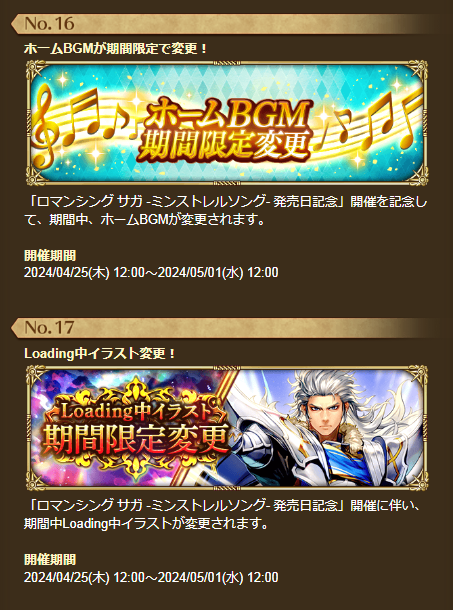 No.16
ホームBGMが期間限定で変更！
ホームBGM
期間限定変更
「ロマンシング サガ -ミンストレルソング- 発売日記念」開催を記念し
て、期間中、ホームBGMが変更されます。
開催期間
2024/04/25(木) 12:00～2024/05/01(水) 12:00
No.17
Loading中イラスト変更！
Loading中イラスト
期間限定変更
「ロマンシング サガ -ミンストレルソング- 発売日記念」開催に伴い、
期間中Loading中イラストが変更されます。
開催期間
2024/04/25(木) 12:00～2024/05/01(水) 12:00